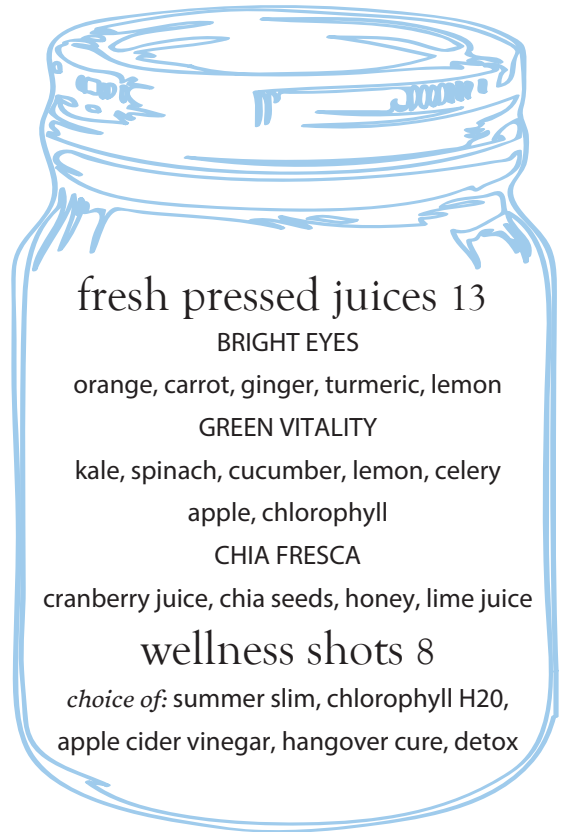 fresh pressed juices 13
BRIGHT EYES
orange, carrot, ginger, turmeric, lemon
GREEN VITALITY
kale, spinach, cucumber, lemon, celery
apple, chlorophyll
CHIA FRESCA
cranberry juice, chia seeds, honey, lime juice
wellness shots 8
choice of: summer slim, chlorophyll H20,
apple cider vinegar, hangover cure, detox